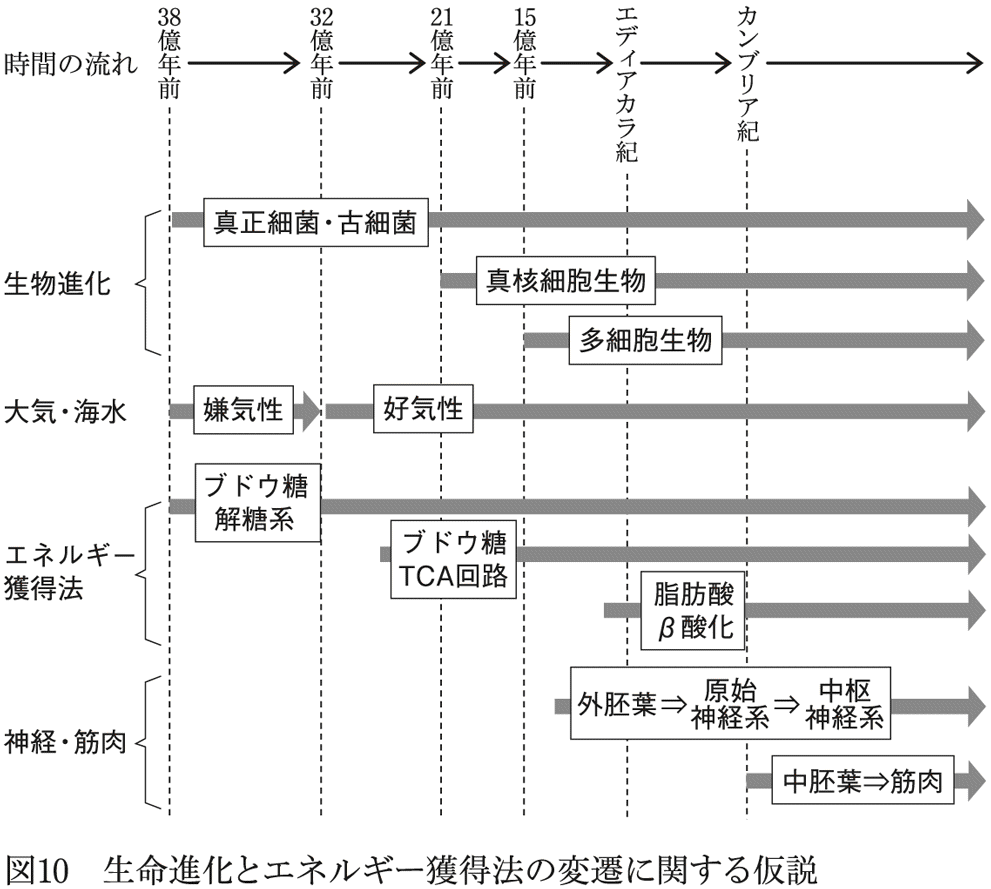 時間の流れ
38億年前
32億年前
21億年前
15億年前
エディアカラ紀
カンブリア紀
生物進化
真正細菌・古細菌
真核細胞生物
多細胞生物
大気・海水
嫌気性
好気性
エネルギー
獲得法
ブドウ糖
解糖系
ブドウ糖
TCA回路
脂肪酸
β酸化
神経・筋肉
外胚葉⇒原始神経系⇒中枢神経系
中胚葉⇒筋肉
図10 生命進化とエネルギー獲得法の変遷に関する仮説